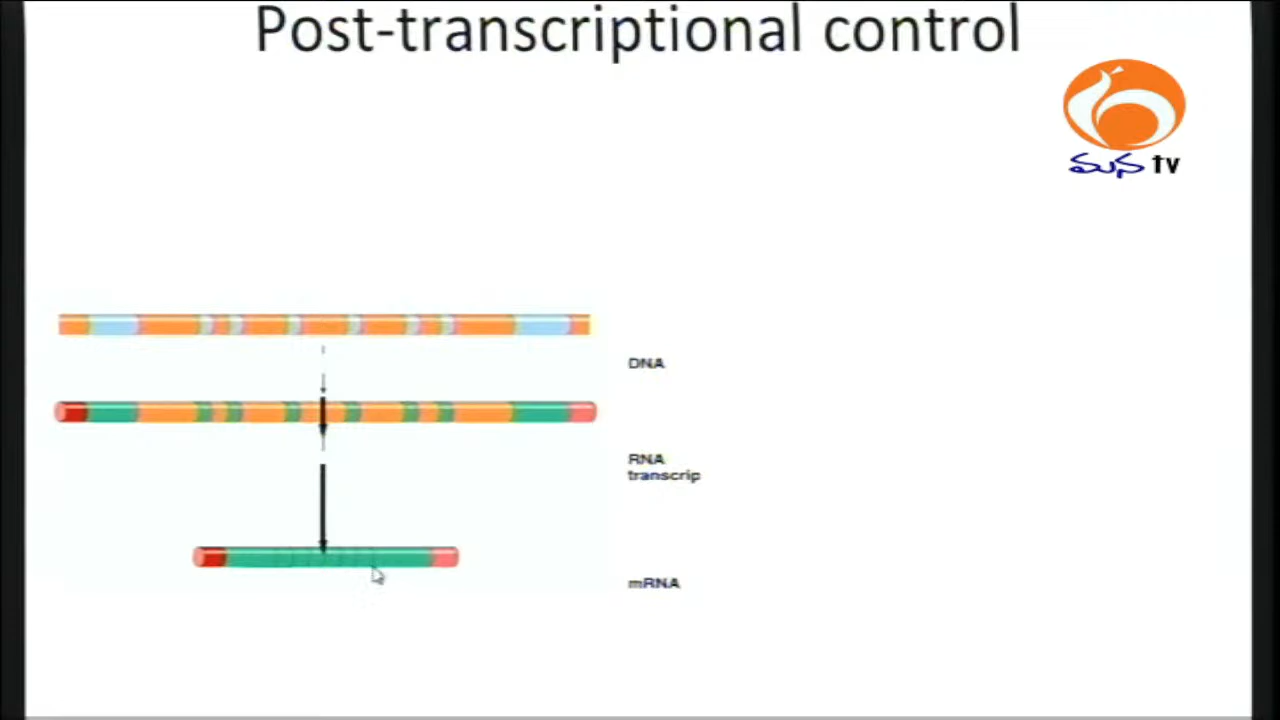 Post-transcriptional control
మన tv
DNA
RNA
transcrip
mRNA